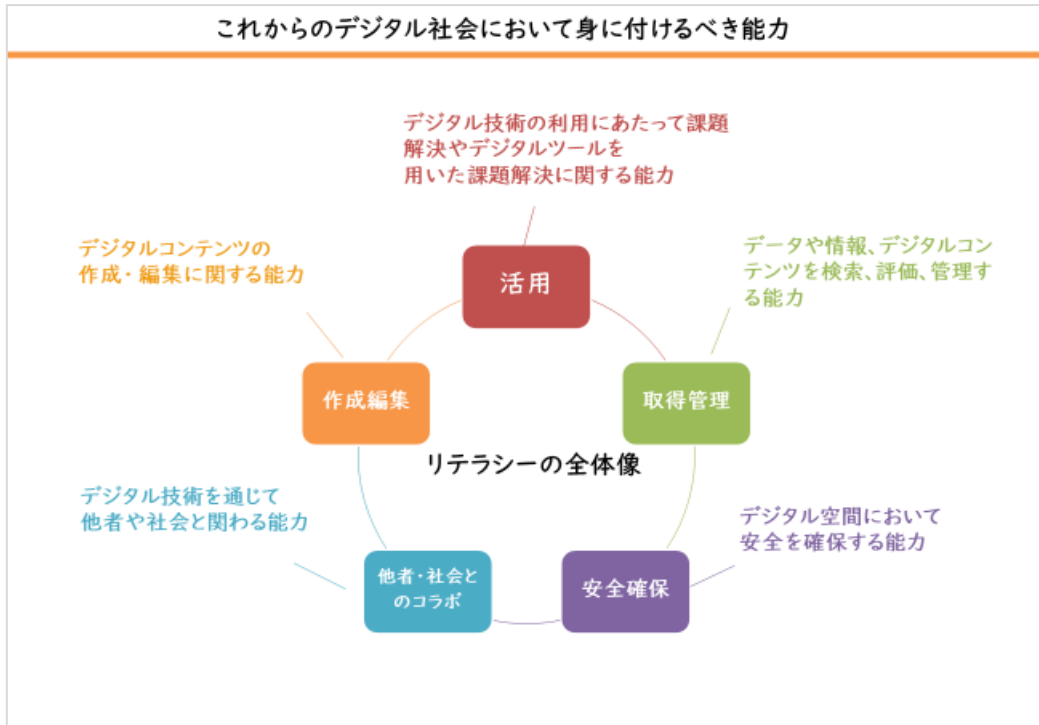 これからのデジタル社会において身に付けるべき能力
デジタル技術の利用にあたって課題
解決やデジタルツールを
用いた課題解決に関する能力
活用
データや情報、デジタルコン
テンツを検索、評価、管理す
る能力
取得管理
デジタル空間において
安全を確保する能力
安全確保
デジタル技術を通じて
他者や社会と関わる能力
他者・社会と
のコラボ
デジタルコンテンツの
作成・編集に関する能力
作成編集
リテラシーの全体像